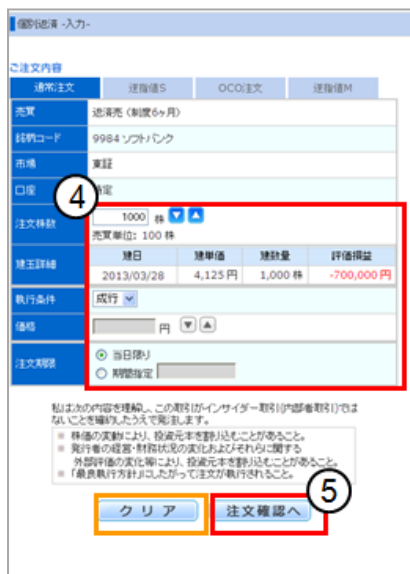 個別返済 -入力-
ご注文内容
通常注文 逆指値S OCO注文 逆指値M
売買 返済売（制度6ヶ月）
銘柄コード 9984 ソフトバンク
市場 東証
口座 特定
④
注文株数 1000 株
売買単位：100 株
建玉詳細 建日 建単価 建数量 評価損益
2013/03/28 4,125 円 1,000 株 -700,000 円
執行条件 成行
価格 円
注文期限 当日限り
期間指定
私は次の内容を理解し、この取引がインサイダー取引(内部者取引)では
ないことを確約したうえで発注します。
株価の変動により、投資元本を割り込むことがあること。
発行者の経営・財務状況の変化およびそれらに関する
外部評価の変化等により、投資元本を割り込むことがあること。
「最良執行方針」にしたがって注文が執行されること。
⑤
クリア 注文確認へ